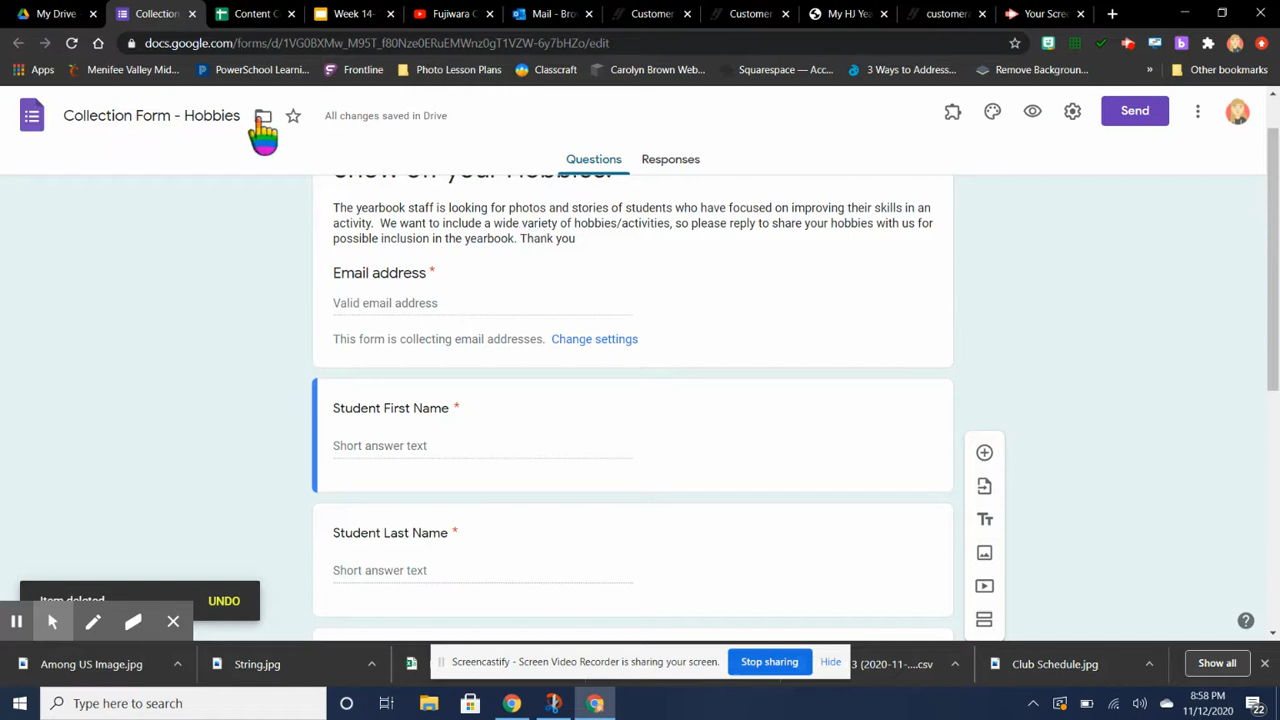 My Drive -
Collection
Content C
Week 14-
Fujiwara C
Mail - Bro
Customer
Customer
My HJ Yea
customer
Your Scre
docs.google.com/forms/d/1VG0BXMw_M95T_f80Nze0ERuEMWnz0gT1VZW-6y7bHZo/edit
Apps
Menifee Valley Mid...
PowerSchool Learni...
Frontline
Photo Lesson Plans
Classcraft
Carolyn Brown Web...
Squarespace — Acc...
3 Ways to Address...
Remove Backgroun...
Other bookmarks
Collection Form - Hobbies
All changes saved in Drive
Send
Questions
Responses
Show off your Hobbies!
The yearbook staff is looking for photos and stories of students who have focused on improving their skills in an
activity. We want to include a wide variety of hobbies/activities, so please reply to share your hobbies with us for
possible inclusion in the yearbook. Thank you
Email address *
Valid email address
This form is collecting email addresses. Change settings
Student First Name *
Short answer text
Student Last Name *
Short answer text
Item deleted
UNDO
Among US Image.jpg
String.jpg
Screencastify - Screen Video Recorder is sharing your screen.
Stop sharing
Hide
3 (2020-11-....csv
Club Schedule.jpg
Show all
Type here to search
8:58 PM
11/12/2020
22